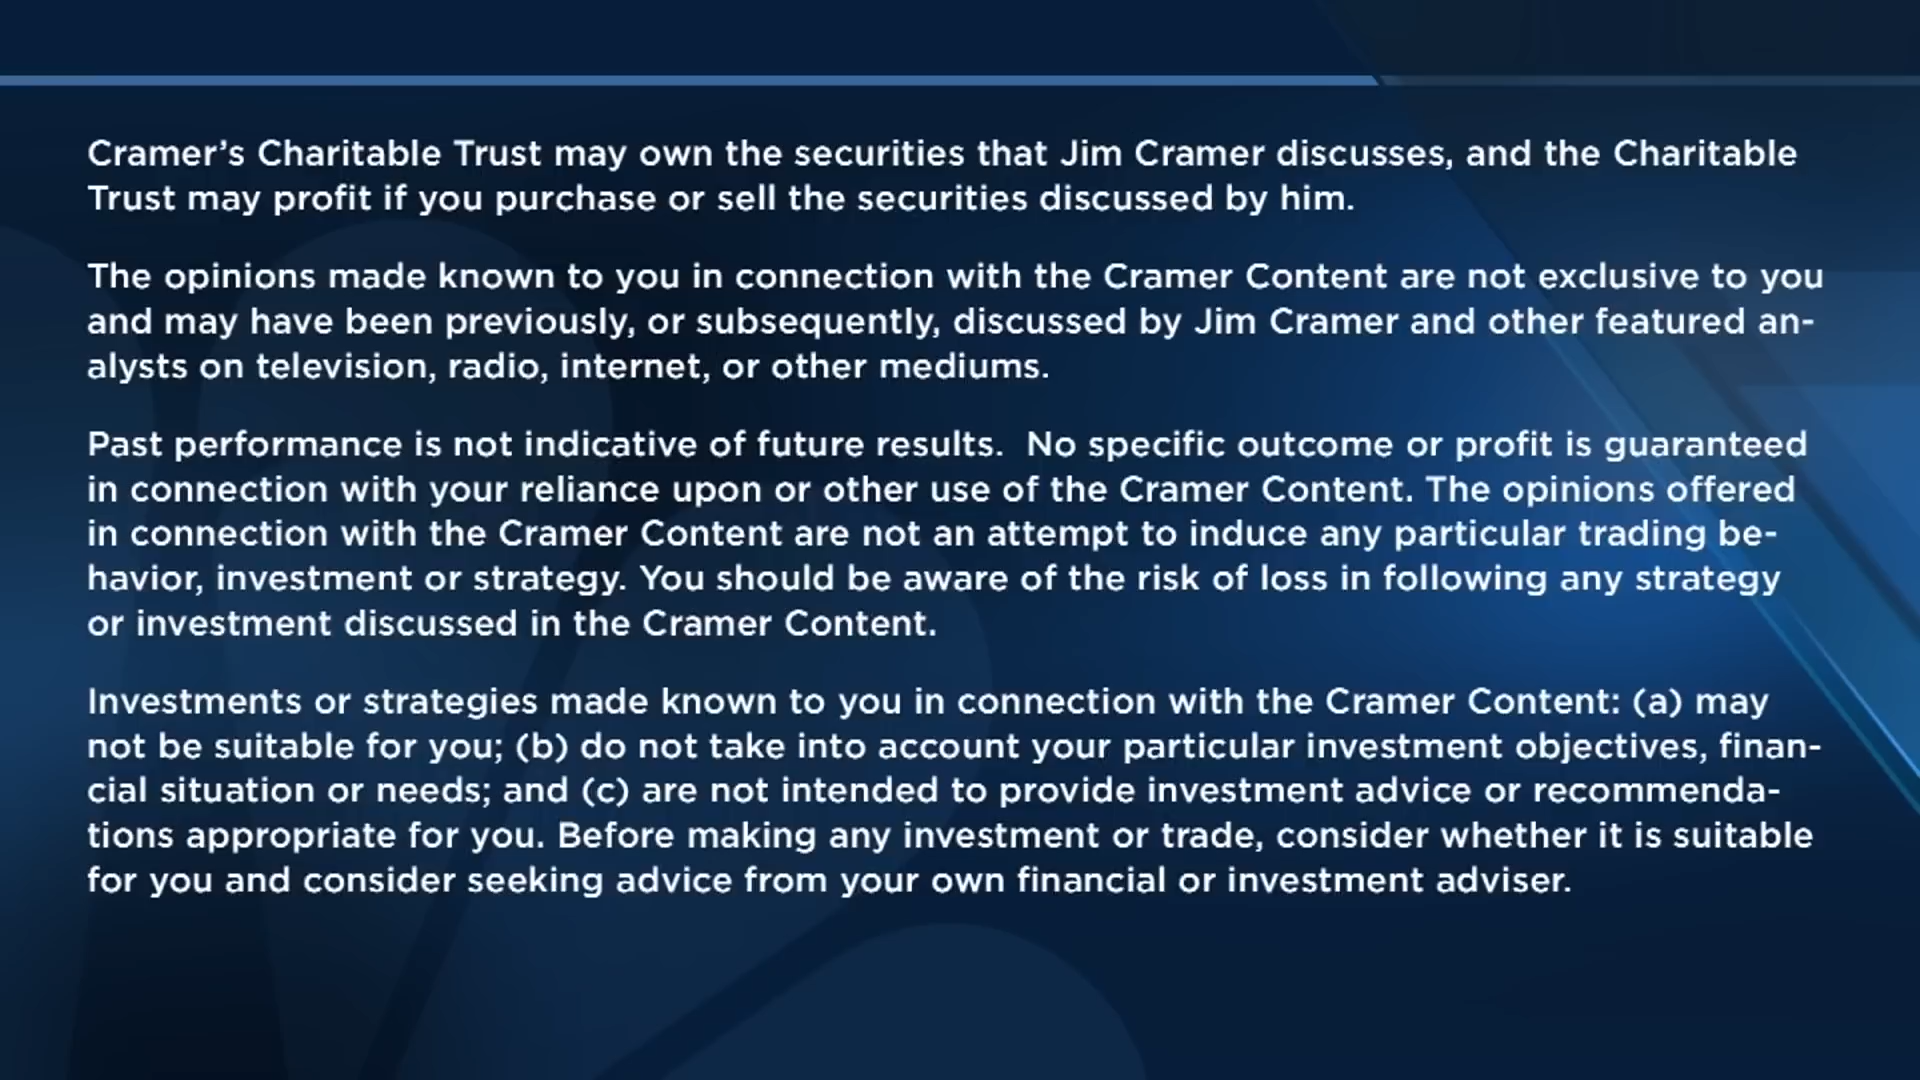 Cramer’s Charitable Trust may own the securities that Jim Cramer discusses, and the Charitable
Trust may profit if you purchase or sell the securities discussed by him.
The opinions made known to you in connection with the Cramer Content are not exclusive to you
and may have been previously, or subsequently, discussed by Jim Cramer and other featured an-
alysts on television, radio, internet, or other mediums.
Past performance is not indicative of future results.  No specific outcome or profit is guaranteed
in connection with your reliance upon or other use of the Cramer Content. The opinions offered
in connection with the Cramer Content are not an attempt to induce any particular trading be-
havior, investment or strategy. You should be aware of the risk of loss in following any strategy
or investment discussed in the Cramer Content.
Investments or strategies made known to you in connection with the Cramer Content: (a) may
not be suitable for you; (b) do not take into account your particular investment objectives, finan-
cial situation or needs; and (c) are not intended to provide investment advice or recommenda-
tions appropriate for you. Before making any investment or trade, consider whether it is suitable
for you and consider seeking advice from your own financial or investment adviser.